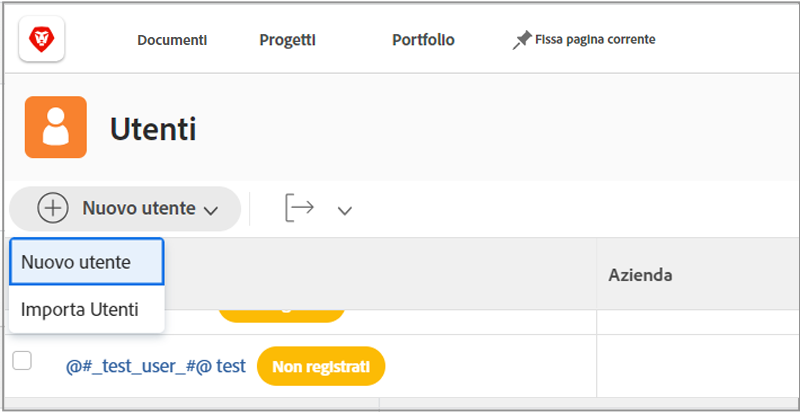 Documenti Progetti Portfolio Fissa pagina corrente
Utenti
Nuovo utente
Nuovo utente
Importa Utenti
Azienda
@#_test_user_#@ test Non registrati